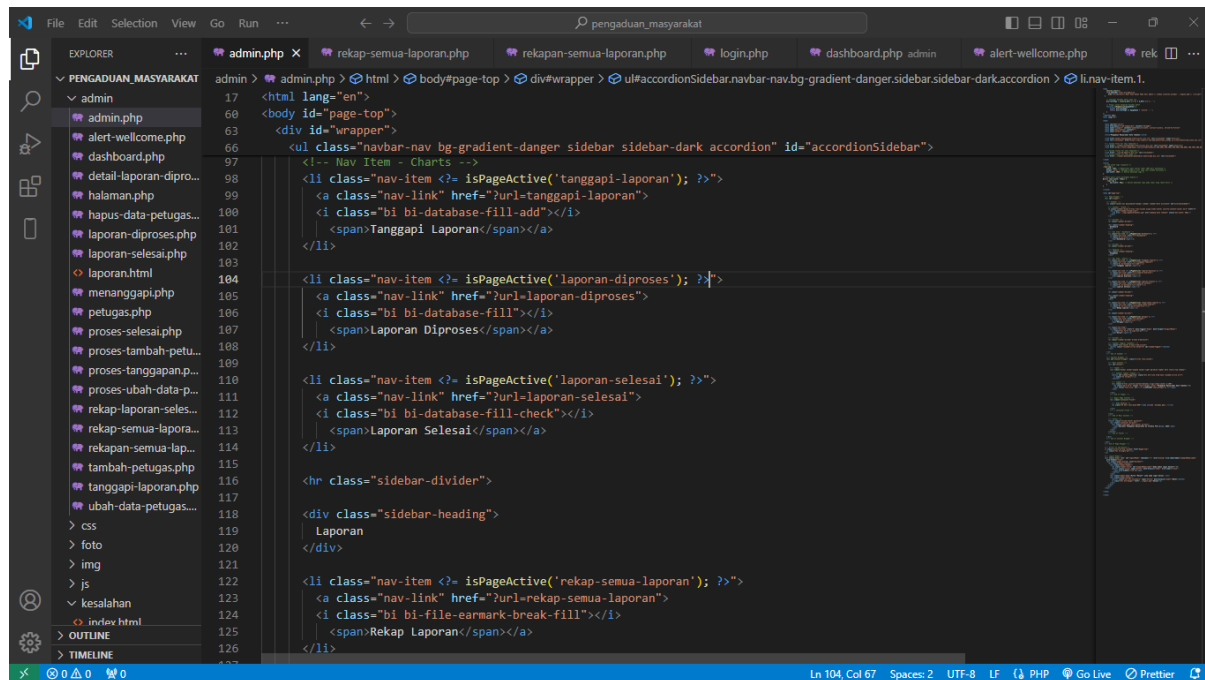 File Edit Selection View Go Run ··· ← → pengaduan_masyarakat
EXPLORER ···
admin.php × rekap-semua-laporan.php rekapan-semua-laporan.php login.php dashboard.php admin alert-wellcome.php rek ···
admin > admin.php > html > body#page-top > div#wrapper > ul#accordionSidebar.navbar-nav.bg-gradient-danger.sidebar.sidebar-dark.accordion > li.nav-item.1.
PENGADUAN_MASYARAKAT
admin
admin.php
alert-wellcome.php
dashboard.php
detail-laporan-dipro...
halaman.php
hapus-data-petugas...
laporan-diproses.php
laporan-selesai.php
laporan.html
menanggapi.php
petugas.php
proses-selesai.php
proses-tambah-petu...
proses-tanggapan.p...
proses-ubah-data-p...
rekap-laporan-seles...
rekap-semua-lapora...
rekapan-semua-lap...
tambah-petugas.php
tanggapi-laporan.php
ubah-data-petugas....
css
foto
img
js
kesalahan
index.html
OUTLINE
TIMELINE
17 <html lang="en">
60 <body id="page-top">
63 <div id="wrapper">
66 <ul class="navbar-nav bg-gradient-danger sidebar sidebar-dark accordion" id="accordionSidebar">
97 <!-- Nav Item - Charts -->
98 <li class="nav-item <?= isPageActive('tanggapi-laporan'); ?>">
99 <a class="nav-link" href="?url=tanggapi-laporan">
100 <i class="bi bi-database-fill-add"></i>
101 <span>Tanggapi Laporan</span></a>
102 </li>
103
104 <li class="nav-item <?= isPageActive('laporan-diproses'); ?>">
105 <a class="nav-link" href="?url=laporan-diproses">
106 <i class="bi bi-database-fill"></i>
107 <span>Laporan Diproses</span></a>
108 </li>
109
110 <li class="nav-item <?= isPageActive('laporan-selesai'); ?>">
111 <a class="nav-link" href="?url=laporan-selesai">
112 <i class="bi bi-database-fill-check"></i>
113 <span>Laporan Selesai</span></a>
114 </li>
115
116 <hr class="sidebar-divider">
117
118 <div class="sidebar-heading">
119 Laporan
120 </div>
121
122 <li class="nav-item <?= isPageActive('rekap-semua-laporan'); ?>">
123 <a class="nav-link" href="?url=rekap-semua-laporan">
124 <i class="bi bi-file-earmark-break-fill"></i>
125 <span>Rekap Laporan</span></a>
126 </li>
0 0 0 Ln 104, Col 67 Spaces: 2 UTF-8 LF PHP Go Live Prettier